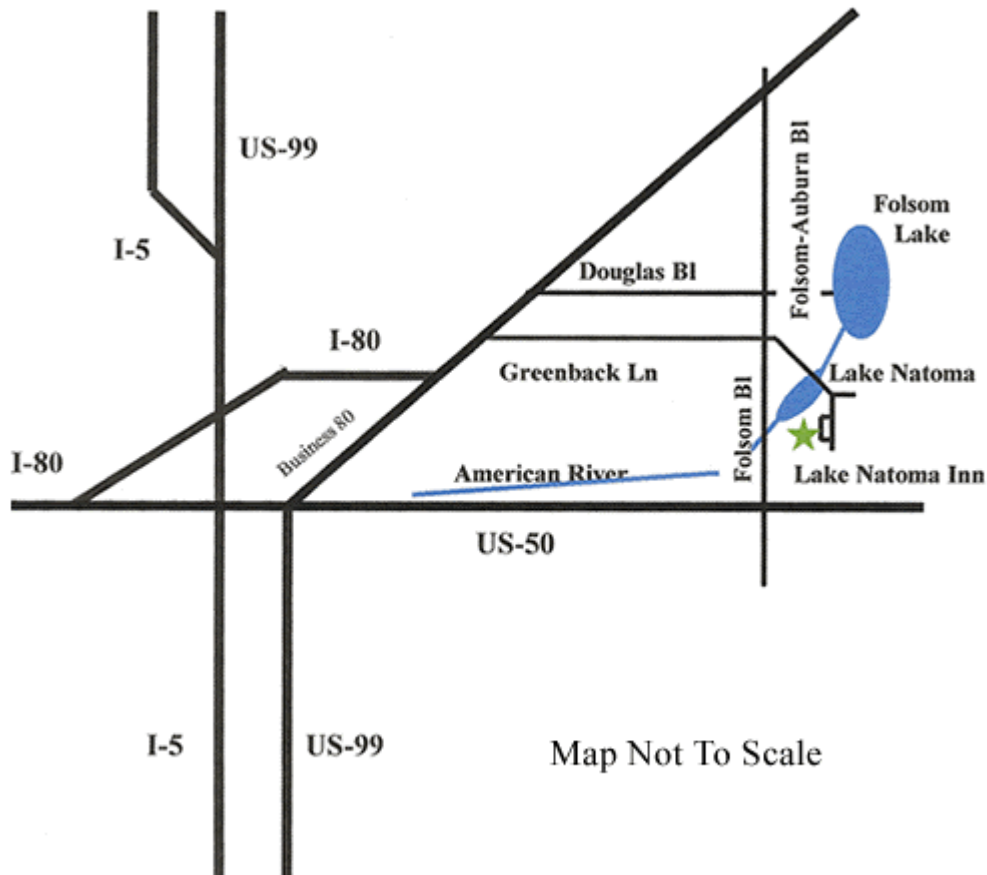 US-99
Folsom-Auburn Bl
Folsom
Lake
I-5
Douglas Bl
I-80
Greenback Ln
Lake Natoma
Business 80
Folsom Bl
I-80
American River
Lake Natoma Inn
US-50
I-5
US-99
Map Not To Scale